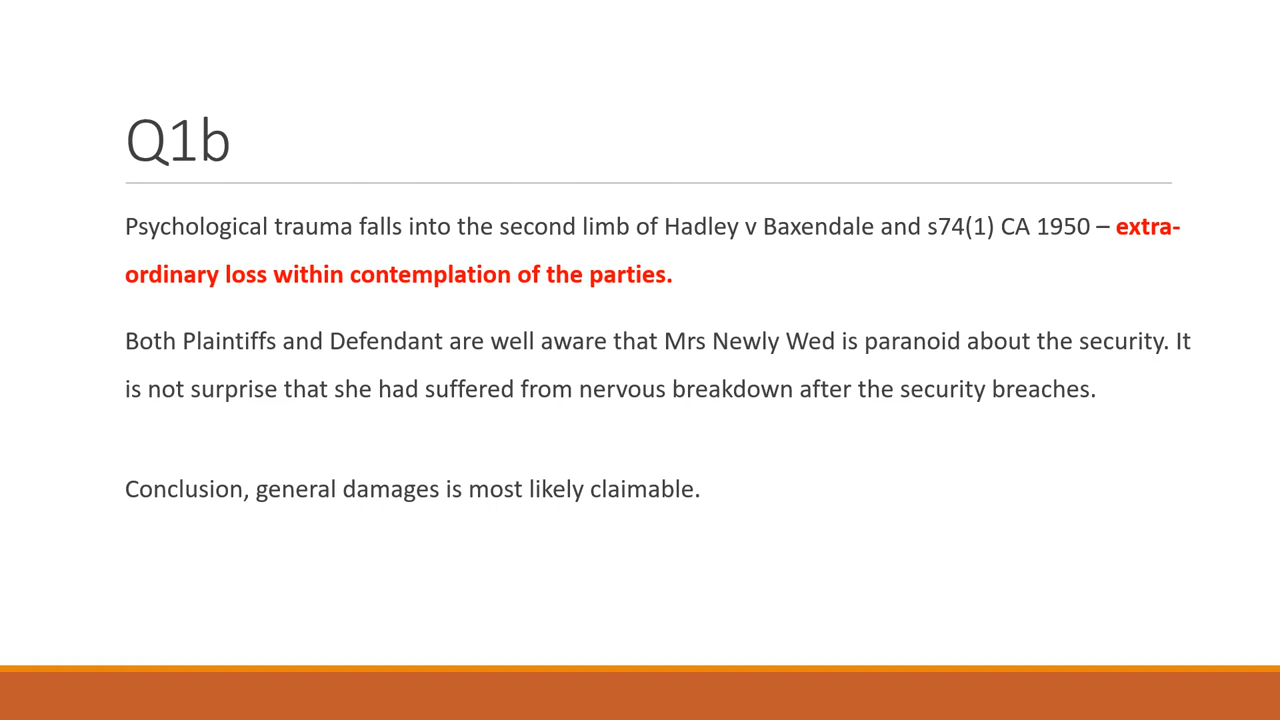 Q1b
Psychological trauma falls into the second limb of Hadley v Baxendale and s74(1) CA 1950 – extra-
ordinary loss within contemplation of the parties.
Both Plaintiffs and Defendant are well aware that Mrs Newly Wed is paranoid about the security. It
is not surprise that she had suffered from nervous breakdown after the security breaches.
Conclusion, general damages is most likely claimable.